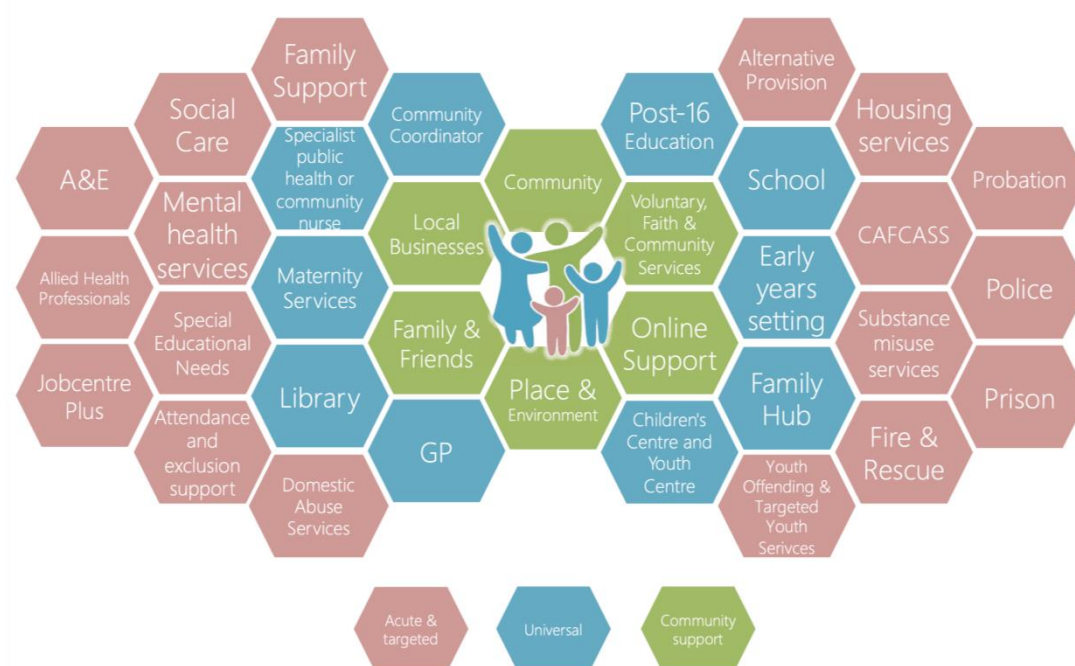 Family
Support
Alternative
Provision
Social
Care
Community
Coordinator
Post-16
Education
Housing
services
A&E
Specialist
public
health or
community
nurse
Community
School
Probation
Mental
health
services
Local
Businesses
Voluntary,
Faith &
Community
Services
CAFCASS
Allied Health
Professionals
Maternity
Services
Early
years
setting
Police
Special
Educational
Needs
Family &
Friends
Online
Support
Substance
misuse
services
Jobcentre
Plus
Library
Place &
Environment
Family
Hub
Prison
Attendance
and
exclusion
support
GP
Children's
Centre and
Youth
Centre
Fire &
Rescue
Domestic
Abuse
Services
Youth
Offending &
Targeted
Youth
Serivces
Acute &
targeted
Universal
Community
support